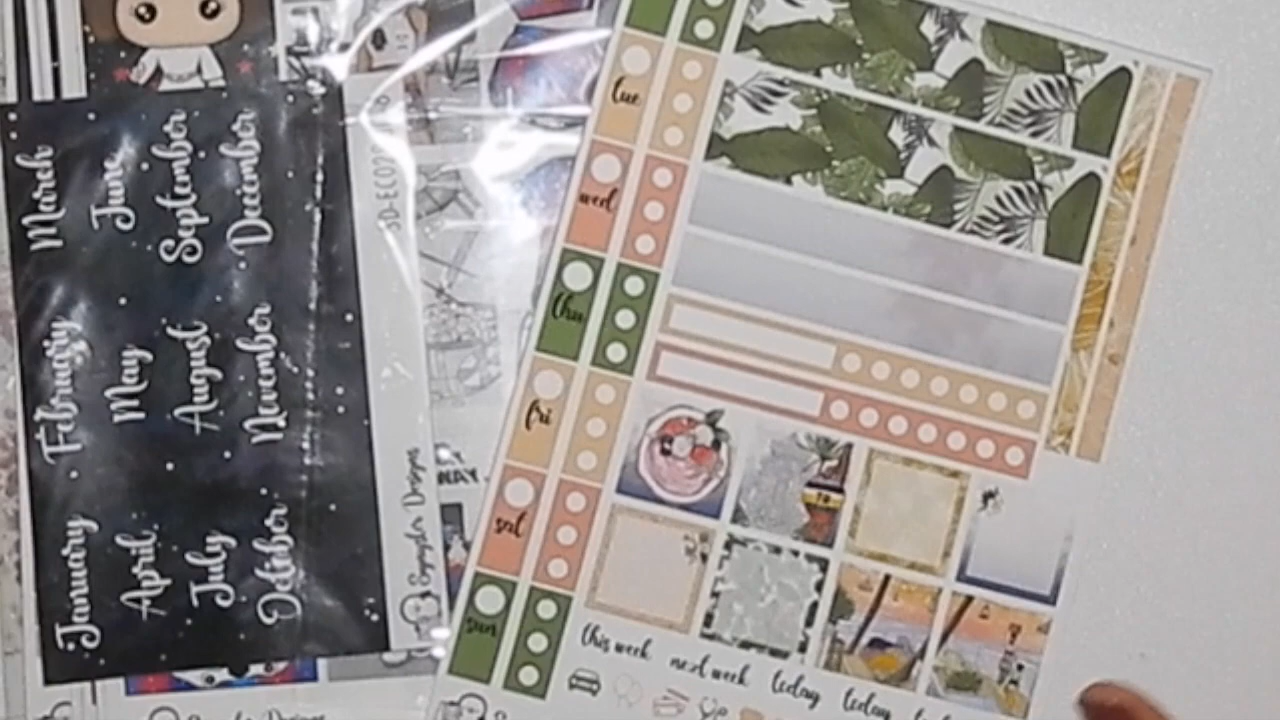 January February March
April May June
July August September
October November December
Designs
tue
wed
thu
fri
sat
sun
this week next week today today